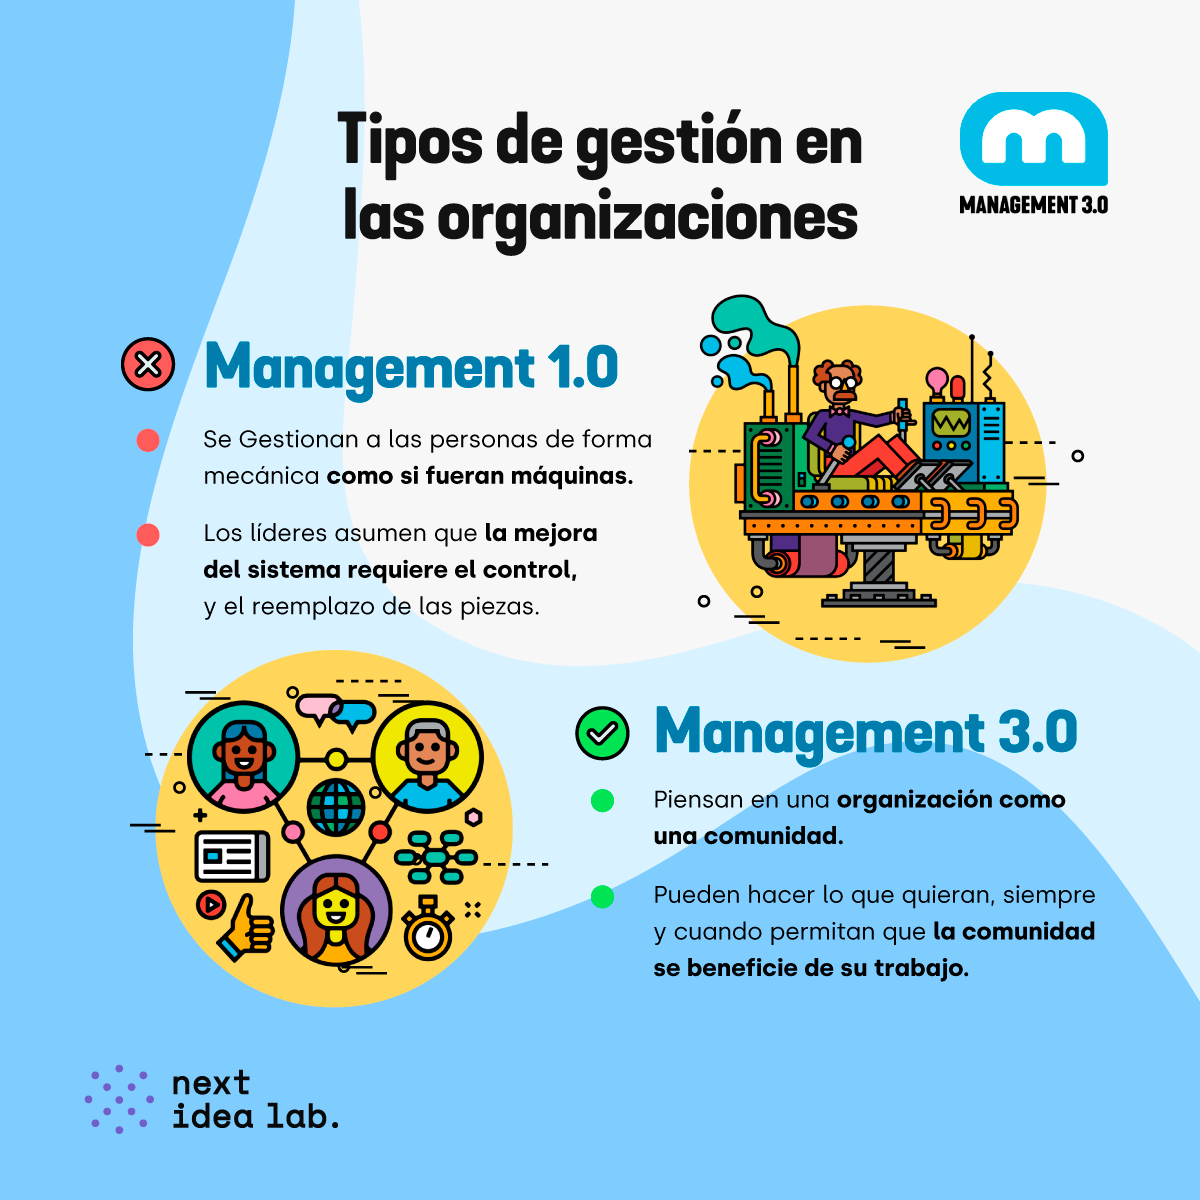 Tipos de gestión en
las organizaciones
MANAGEMENT 3.0
Management 1.0
Se Gestionan a las personas de forma
mecánica como si fueran máquinas.
Los líderes asumen que la mejora
del sistema requiere el control,
y el reemplazo de las piezas.
Management 3.0
Piensan en una organización como
una comunidad.
Pueden hacer lo que quieran, siempre
y cuando permitan que la comunidad
se beneficie de su trabajo.
next
idea lab.